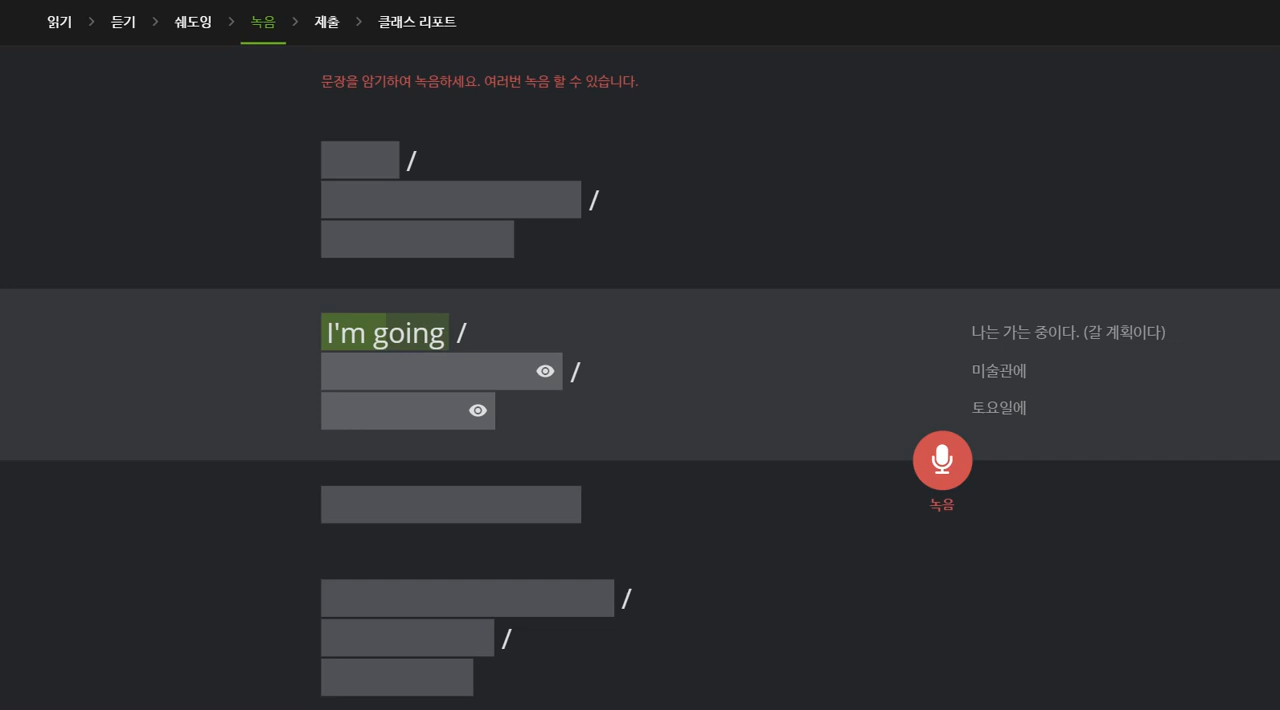 읽기 > 듣기 > 쉐도잉 > 녹음 > 제출 > 클래스 리포트
문장을 암기하여 녹음하세요. 여러번 녹음 할 수 있습니다.
/
/
I'm going /
나는 가는 중이다. (갈 계획이다)
/
미술관에
토요일에
녹음
/
/